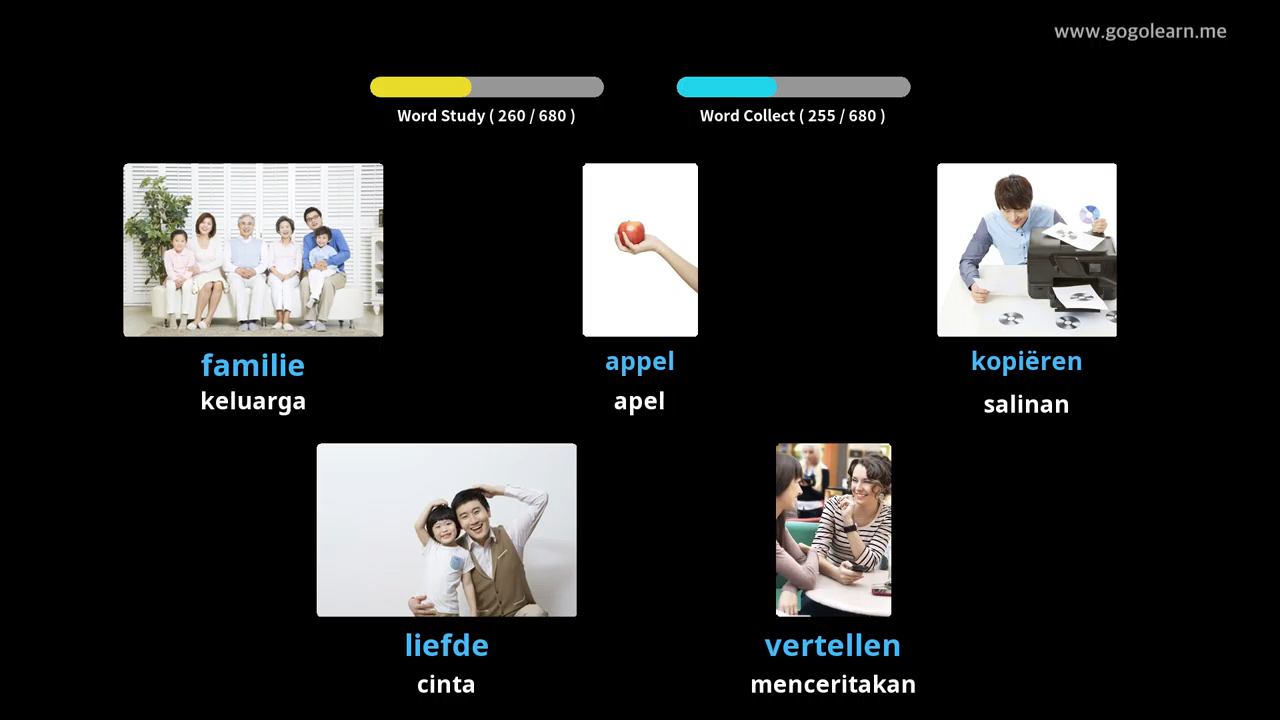 www.gogolearn.me
Word Study ( 260 / 680 )
Word Collect ( 255 / 680 )
familie
keluarga
appel
apel
kopiëren
salinan
liefde
cinta
vertellen
menceritakan